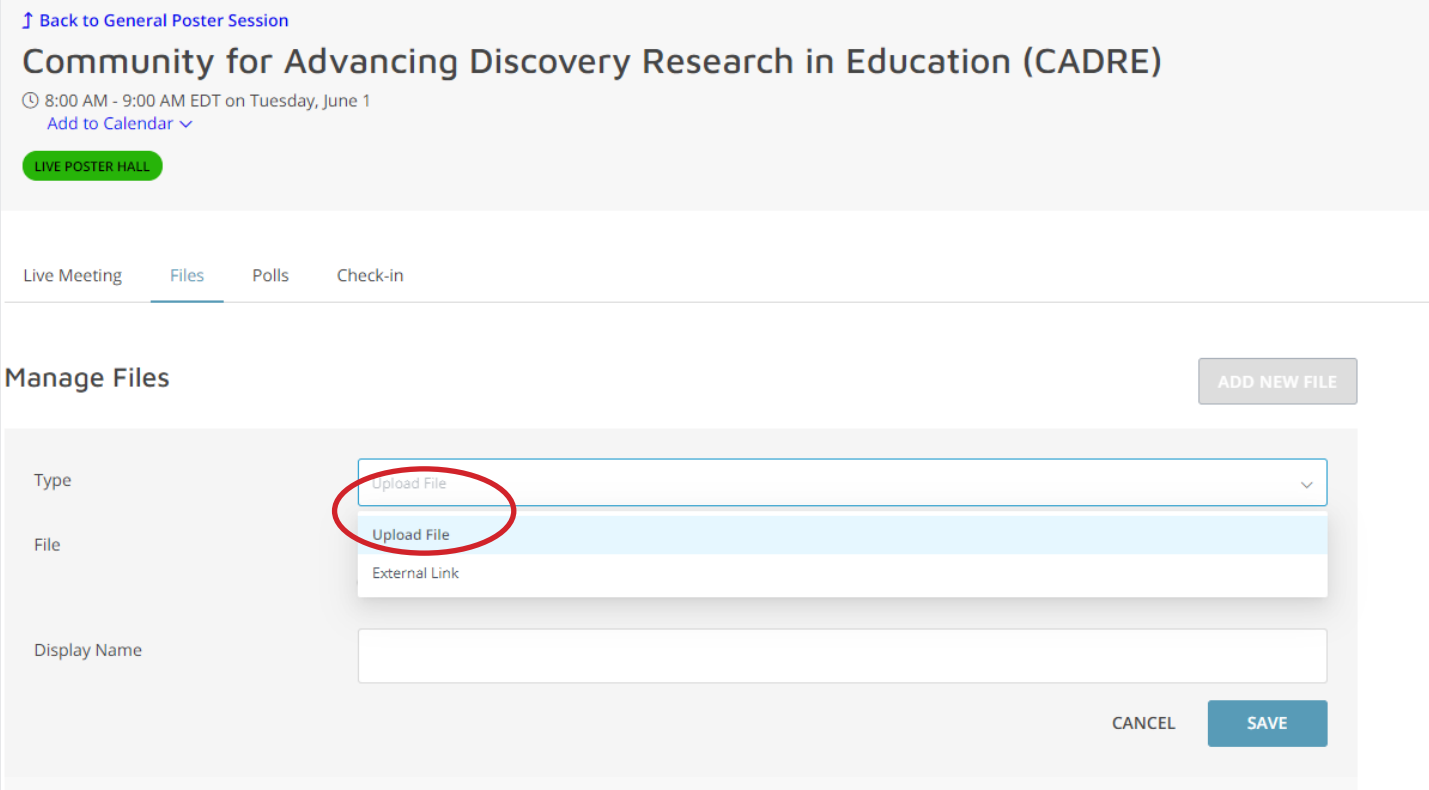 Back to General Poster Session
Community for Advancing Discovery Research in Education (CADRE)
8:00 AM - 9:00 AM EDT on Tuesday, June 1
Add to Calendar
LIVE POSTER HALL
Live Meeting Files Polls Check-in
Manage Files ADD NEW FILE
Type Upload File
Upload File
File
External Link
Display Name
CANCEL SAVE